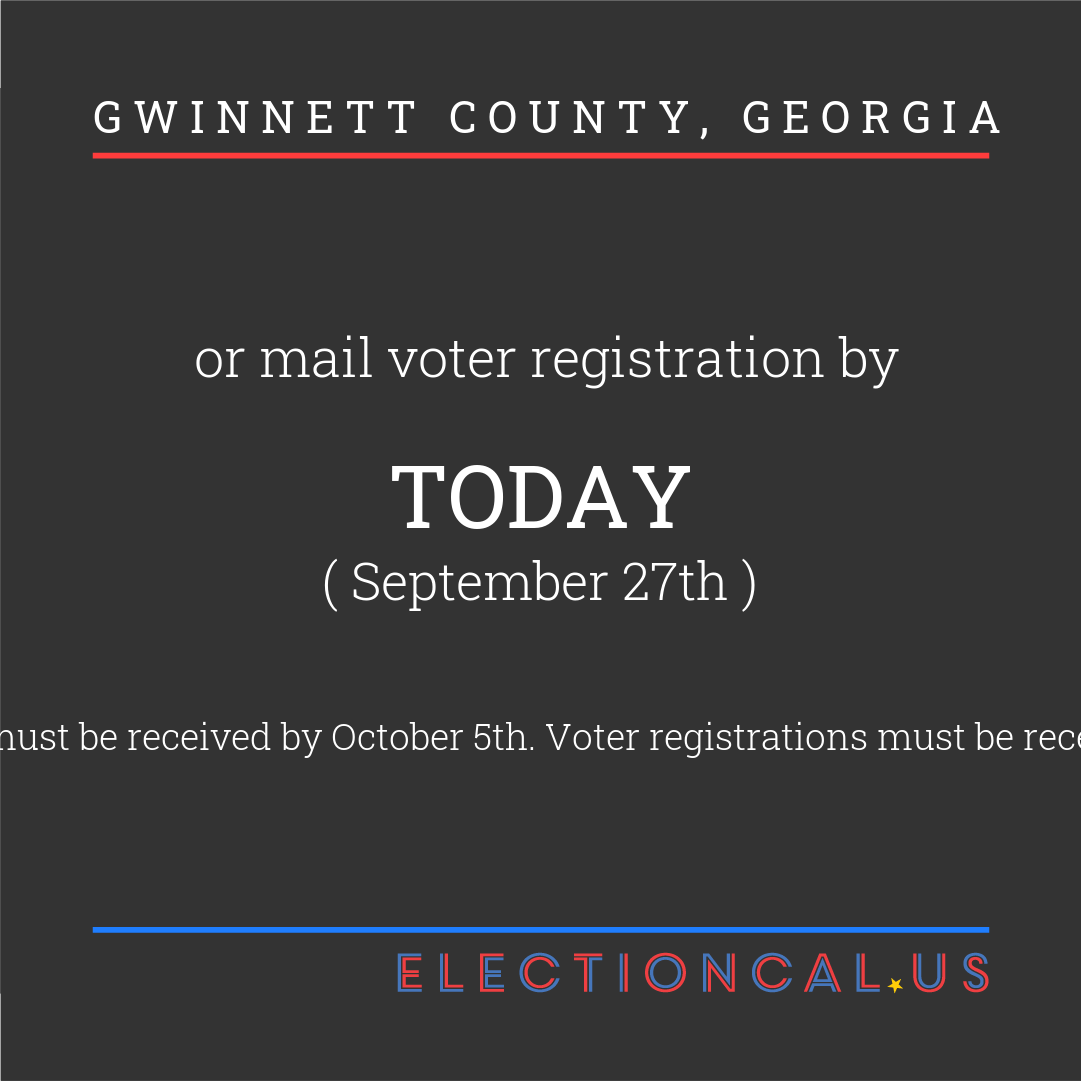 GWINNETT COUNTY, GEORGIA
or mail voter registration by
TODAY
( September 27th )
must be received by October 5th. Voter registrations must be
ELECTIONCAL.US